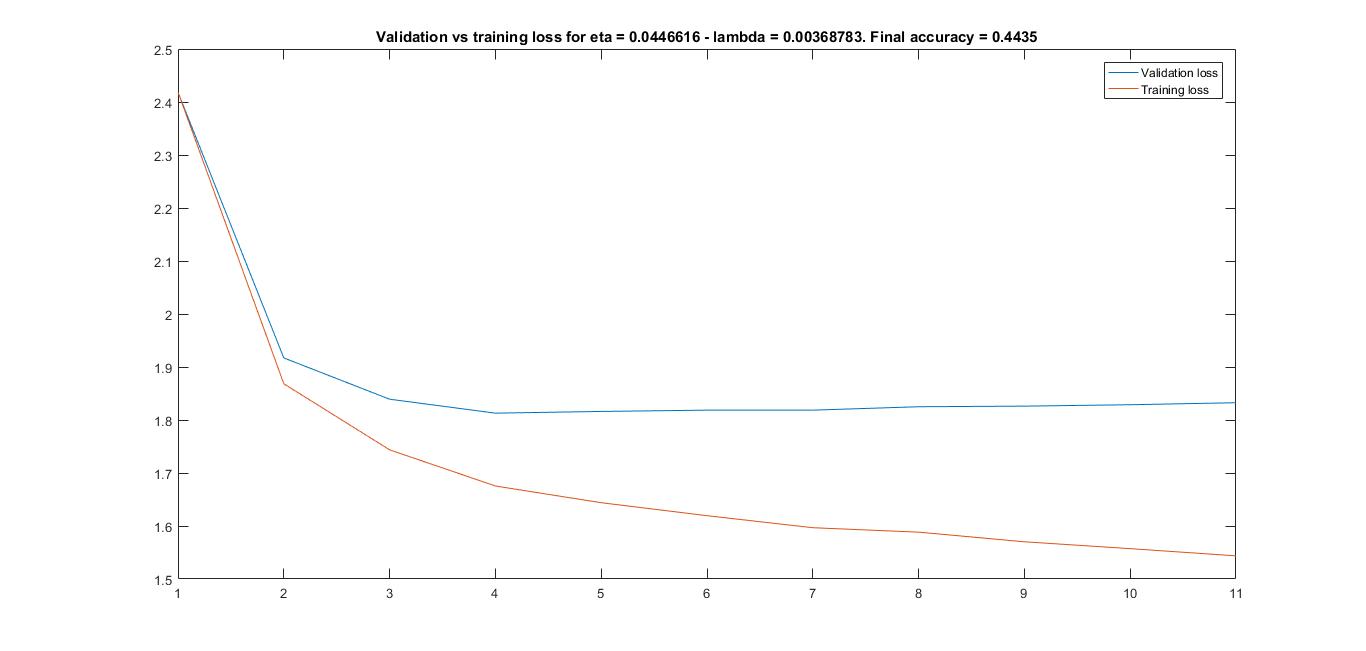 Validation vs training loss for eta = 0.0446616 - lambda = 0.00368783. Final accuracy = 0.4435
Validation loss
Training loss
2.5
2.4
2.3
2.2
2.1
2
1.9
1.8
1.7
1.6
1.5
1 2 3 4 5 6 7 8 9 10 11